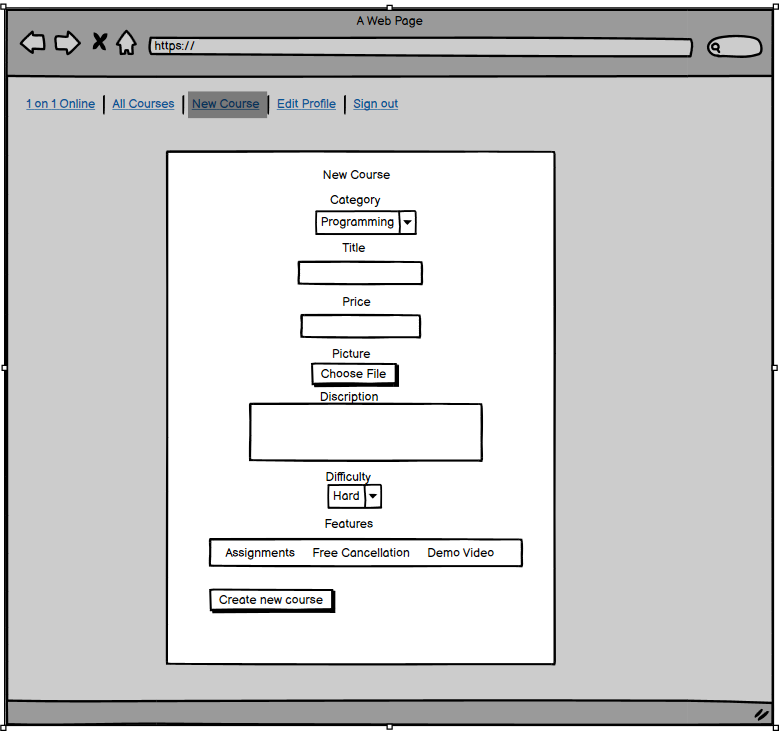 A Web Page
https://
1 on 1 Online All Courses New Course Edit Profile Sign out
New Course
Category
Programming
Title
Price
Picture
Choose File
Discription
Difficulty
Hard
Features
Assignments Free Cancellation Demo Video
Create new course